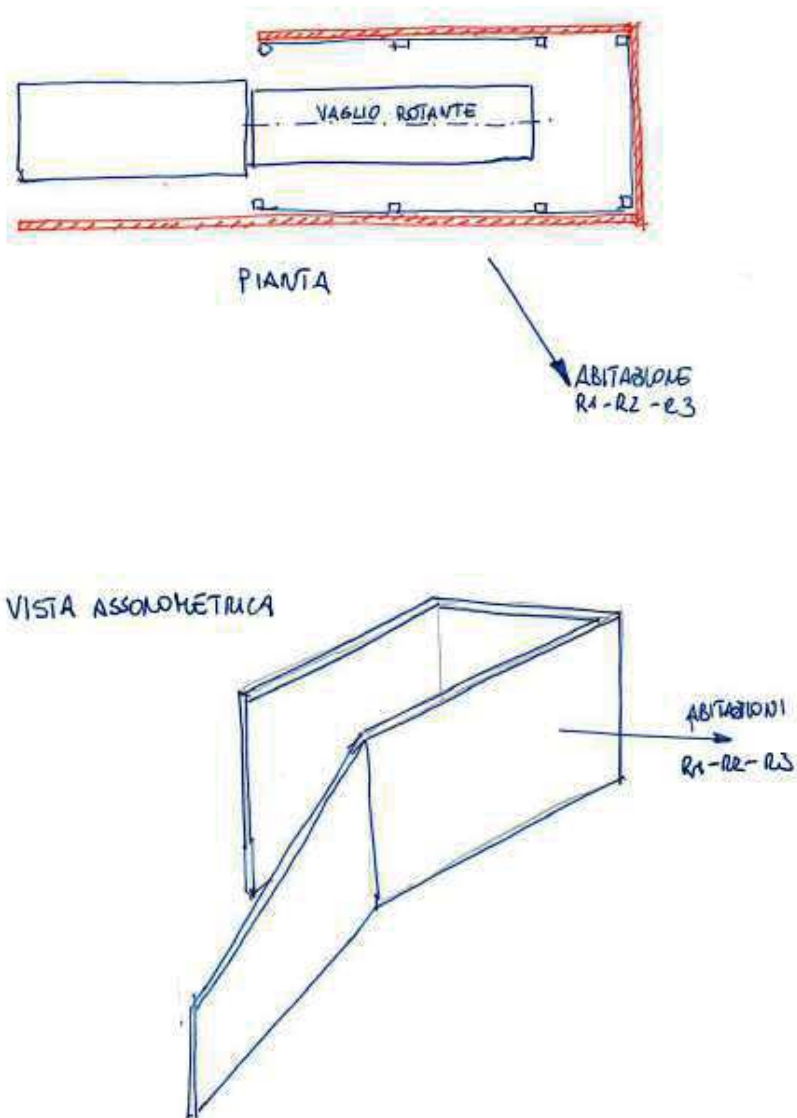 VAGLIO ROTANTE
PIANTA
ABITAZIONE
R1-R2-R3
VISTA ASSONOMETRICA
ABITAZIONI
R1-R2-R3